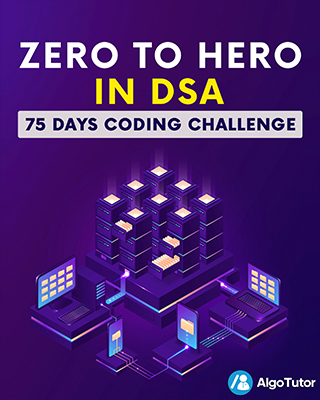 ZERO TO HERO
IN DSA
75 DAYS CODING CHALLENGE
AlgoTutor